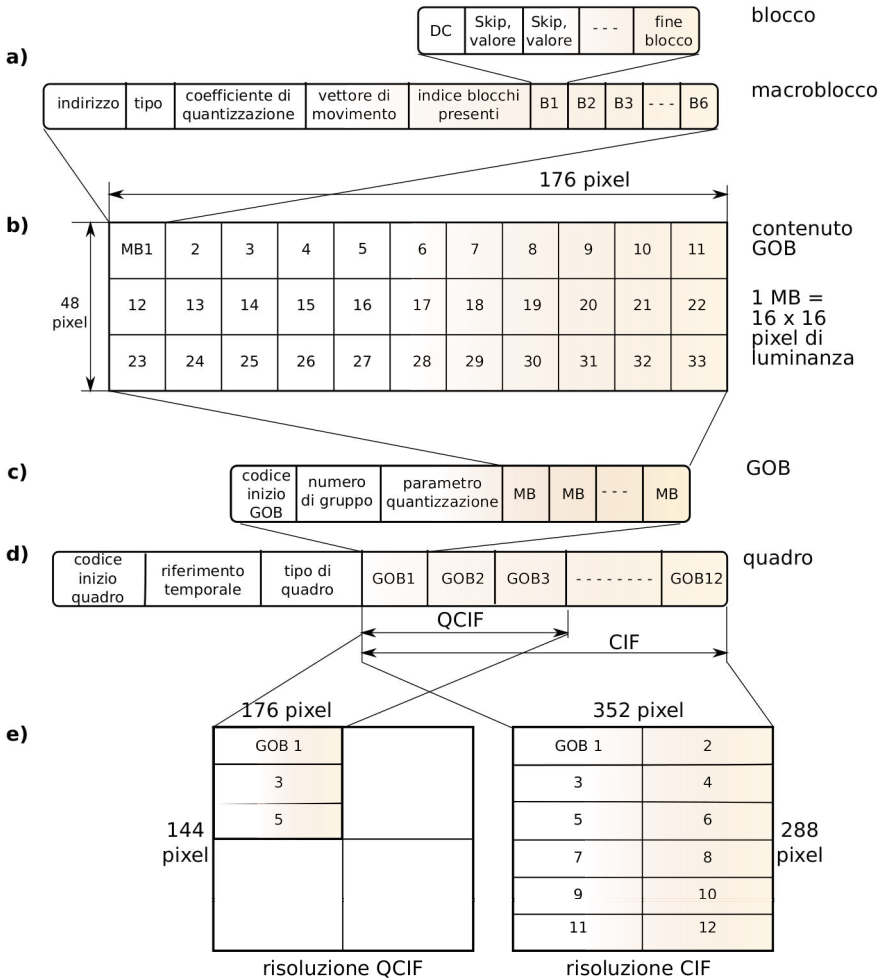 blocco
DC
Skip,
valore
Skip,
valore
- - -
fine
blocco
a)
macroblocco
indirizzo
tipo
coefficiente di
quantizzazione
vettore di
movimento
indice blocchi
presenti
B1
B2
B3
- - -
B6
176 pixel
b)
48
pixel
MB1 2 3 4 5 6 7 8 9 10 11
12 13 14 15 16 17 18 19 20 21 22
23 24 25 26 27 28 29 30 31 32 33
contenuto
GOB
1 MB =
16 x 16
pixel di
luminanza
c)
codice
inizio
GOB
numero
di gruppo
parametro
quantizzazione
MB
MB
- - -
MB
GOB
d)
codice
inizio
quadro
riferimento
temporale
tipo di
quadro
GOB1
GOB2
GOB3
- - - - - - - -
GOB12
quadro
QCIF
CIF
e)
176 pixel
352 pixel
144
pixel
GOB 1
3
5
GOB 1 2
3 4
5 6
7 8
9 10
11 12
288
pixel
risoluzione QCIF
risoluzione CIF